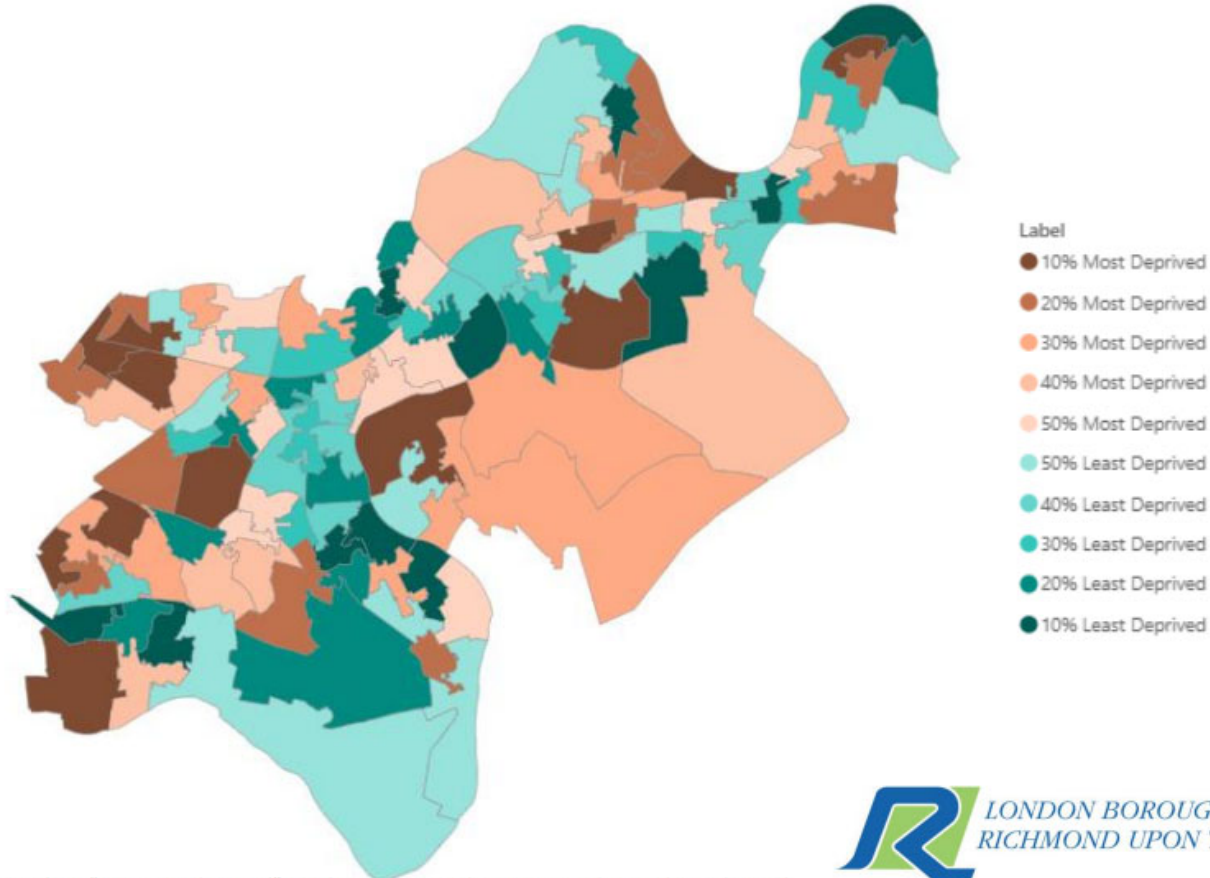 Label
10% Most Deprived
20% Most Deprived
30% Most Deprived
40% Most Deprived
50% Most Deprived
50% Least Deprived
40% Least Deprived
30% Least Deprived
20% Least Deprived
10% Least Deprived
LONDON BOROUG
RICHMOND UPON